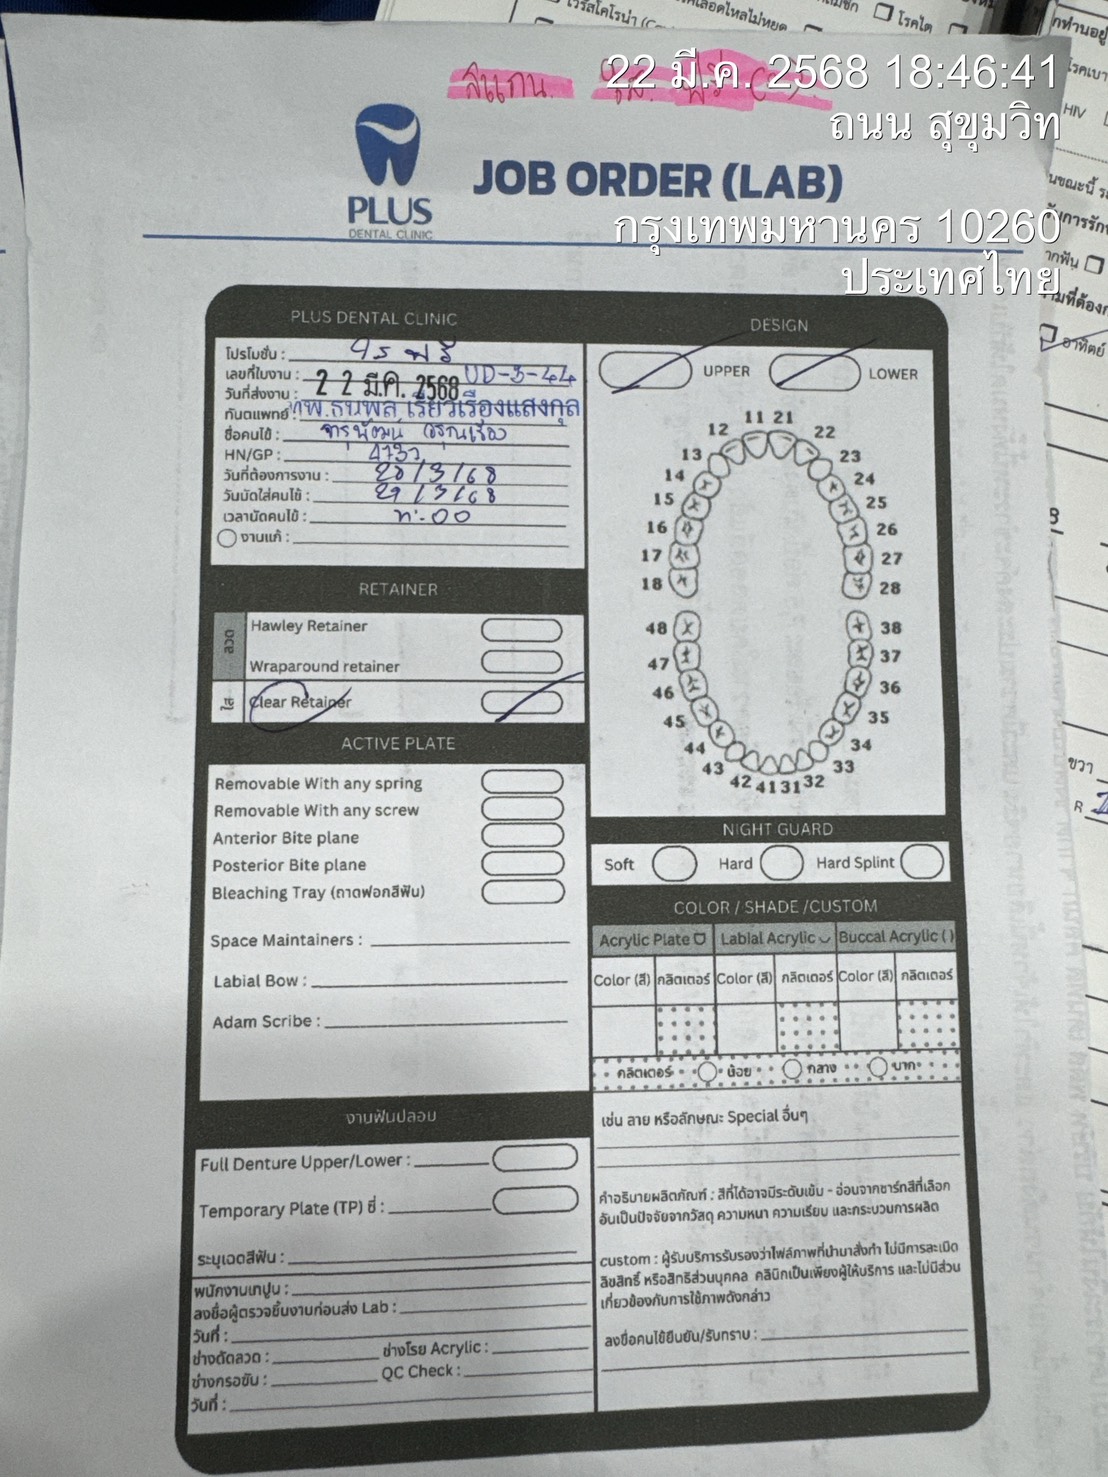 สแกน
22 มี.ค. 2568 18:46:41
ถนน สุขุมวิท
กรุงเทพมหานคร 10260
ประเทศไทย
PLUS
DENTAL CLINIC
JOB ORDER (LAB)
PLUS DENTAL CLINIC
โปรโมชั่น : ใส ฟรี
เลขที่ใบงาน : UD-3-44
วันที่ส่งงาน : 22 มี.ค. 2568
ทันตแพทย์ : ทพ.ธนพล เรียวเรืองแสงกุล
ชื่อคนไข้ :
HN/GP :
วันที่ต้องการงาน : 28/3/68
วันนัดใส่คนไข้ : 29/3/68
เวลานัดคนไข้ :
งานแก้ :
RETAINER
ลวด
Hawley Retainer
Wraparound retainer
ใส
Clear Retainer
ACTIVE PLATE
Removable With any spring
Removable With any screw
Anterior Bite plane
Posterior Bite plane
Bleaching Tray (ถาดฟอกสีฟัน)
Space Maintainers :
Labial Bow :
Adam Scribe :
งานฟันปลอม
Full Denture Upper/Lower :
Temporary Plate (TP) ซี่ :
ระบุเฉดสีฟัน :
พนักงานเทปูน :
ลงชื่อผู้ตรวจชิ้นงานก่อนส่ง Lab :
วันที่ :
ช่างดัดลวด : ช่างโรย Acrylic :
ช่างกรอขัด : QC Check :
วันที่ :
DESIGN
UPPER LOWER
11 21
12 22
13 23
14 24
15 25
16 26
17 27
18 28
48 38
47 37
46 36
45 35
44 34
43 33
42 41 31 32
NIGHT GUARD
Soft Hard Hard Splint
COLOR / SHADE /CUSTOM
Acrylic Plate Labial Acrylic Buccal Acrylic ( )
Color (สี) กลิตเตอร์ Color (สี) กลิตเตอร์ Color (สี) กลิตเตอร์
กลิตเตอร์ น้อย กลาง มาก
เช่น ลาย หรือลักษณะ Special อื่นๆ
คำอธิบายผลิตภัณฑ์ : สีที่ได้อาจมีระดับเข้ม - อ่อนจากชาร์ทสีที่เลือก
อันเป็นปัจจัยจากวัสดุ ความหนา ความเรียบ และกระบวนการผลิต
custom : ผู้รับบริการรับรองว่าไฟล์ภาพที่นำมาสั่งทำ ไม่มีการละเมิด
ลิขสิทธิ์ หรือสิทธิส่วนบุคคล คลินิกเป็นเพียงผู้ให้บริการ และไม่มีส่วน
เกี่ยวข้องกับการใช้ภาพดังกล่าว
ลงชื่อคนไข้ยืนยัน/รับทราบ :
โรคไต
HIV
อาทิตย์
ขวา
R